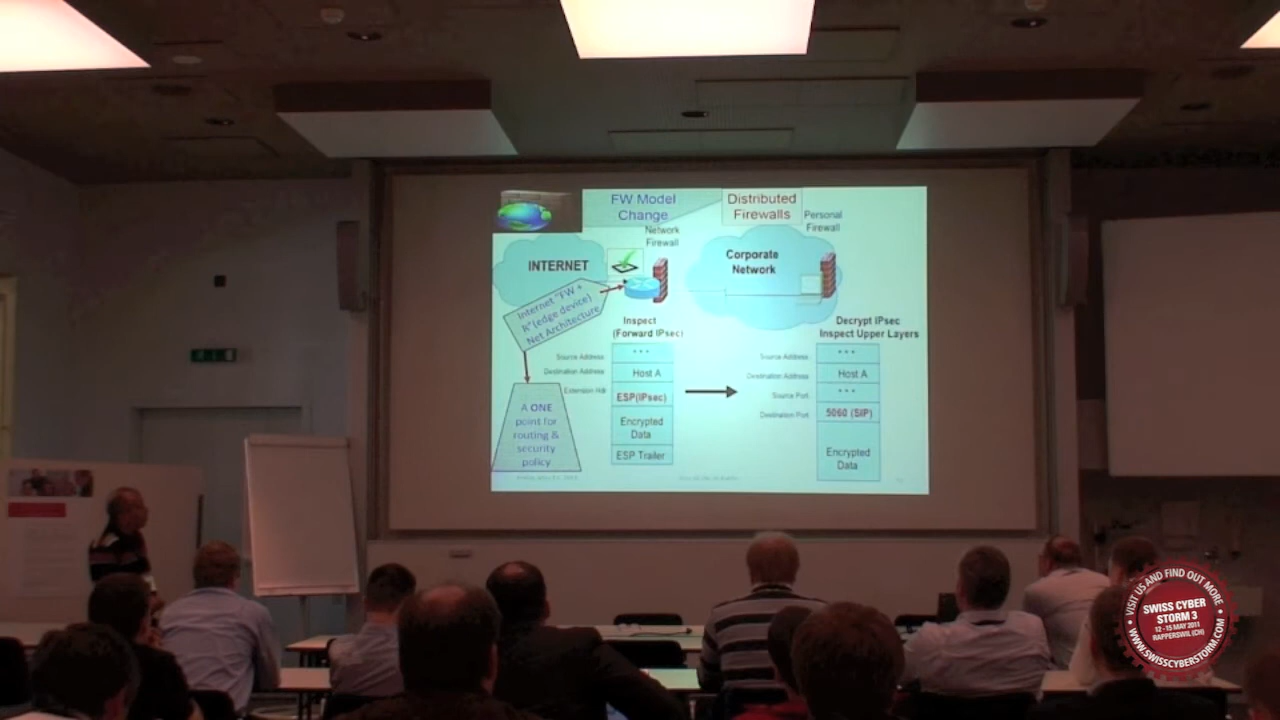 FW Model
Change
Distributed
Firewalls
Network
Firewall
Personal
Firewall
INTERNET
Corporate
Network
Internet "FW +
K"(edge device)
Net Architecture
Inspect
(Forward IPsec)
Decrypt IPsec
Inspect Upper Layers
Source Address
* * *
Destination Address
Host A
Extension Hdr
ESP(IPsec)
Encrypted
Data
ESP Trailer
Source Address
* * *
Destination Address
Host A
Source Port
* * *
Destination Port
5060 (SIP)
Encrypted
Data
A ONE
point for
routing &
security
policy
VISIT US AND FIND OUT MORE
SWISS CYBER
STORM 3
12 - 15 MAY 2011
RAPPERSWIL (CH)
WWW.SWISSCYBERSTORM.COM